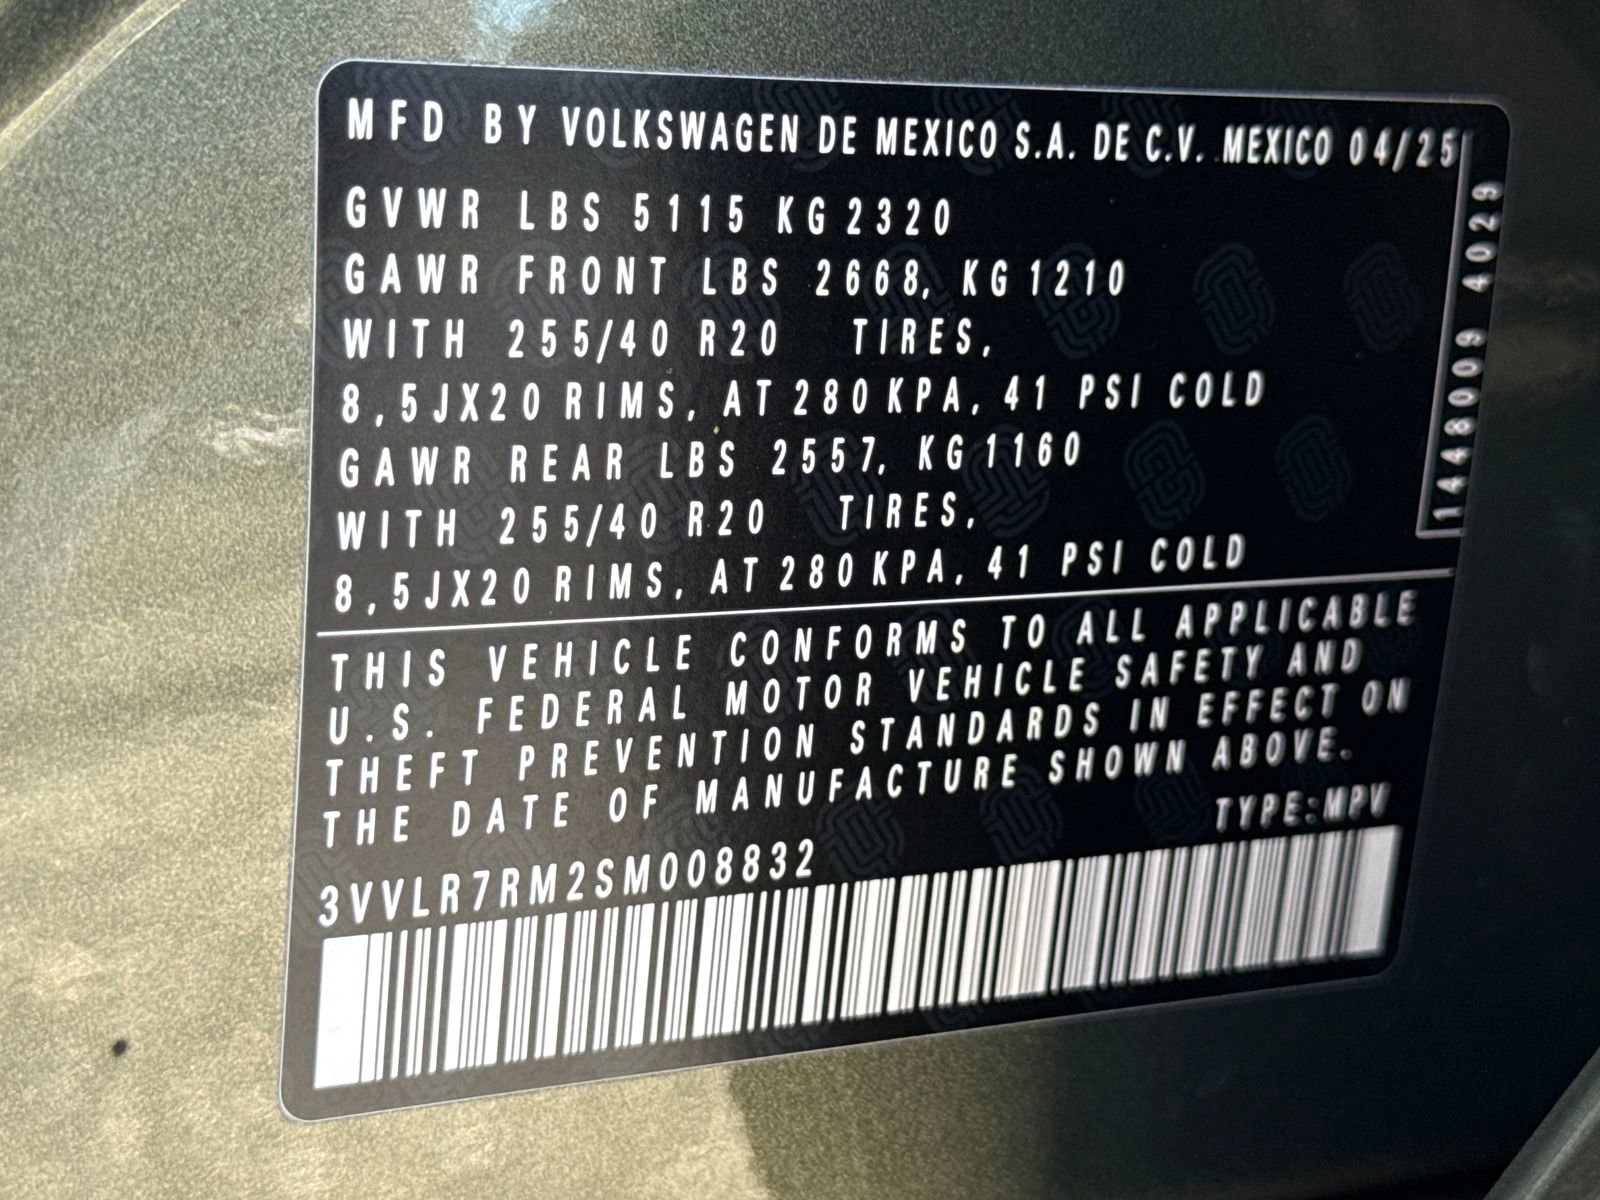 MFD BY VOLKSWAGEN DE MEXICO S.A. DE C.V. MEXICO 04/25
GVWR LBS 5115 KG 2320
GAWR FRONT LBS 2668, KG 1210
WITH 255/40 R20 TIRES,
8,5JX20 RIMS, AT 280 KPA, 41 PSI COLD
GAWR REAR LBS 2557, KG 1160
WITH 255/40 R20 TIRES,
8,5JX20 RIMS, AT 280 KPA, 41 PSI COLD
1448009 4029
THIS VEHICLE CONFORMS TO ALL APPLICABLE
U.S. FEDERAL MOTOR VEHICLE SAFETY AND
THEFT PREVENTION STANDARDS IN EFFECT ON
THE DATE OF MANUFACTURE SHOWN ABOVE.
TYPE:MPV
3VVLR7RM2SM008832